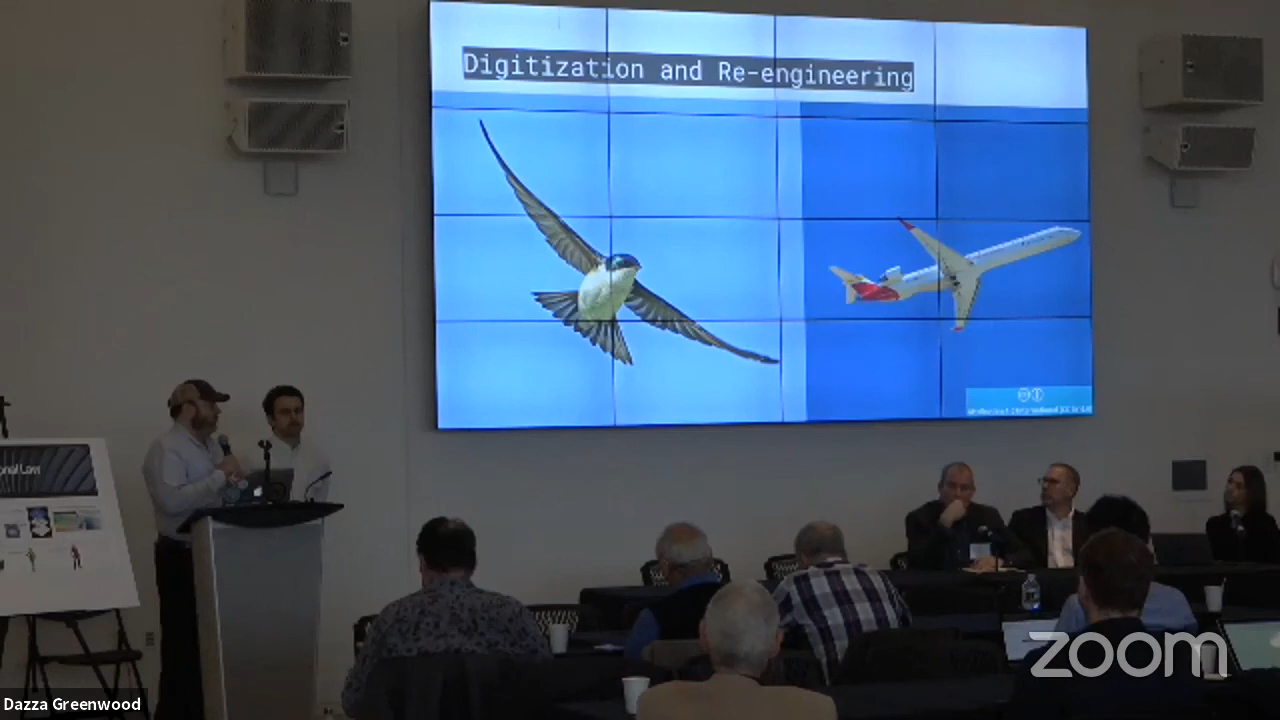 Digitization and Re-engineering
onal Law
Dazza Greenwood
zoom